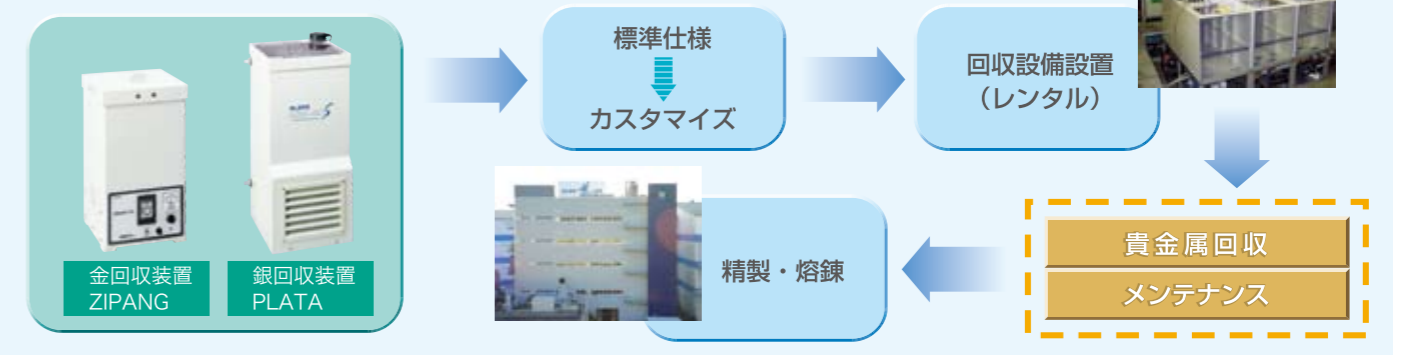 金回収装置
ZIPANG
銀回収装置
PLATA
標準仕様
カスタマイズ
回収設備設置
(レンタル)
貴金属回収
メンテナンス
精製・熔錬